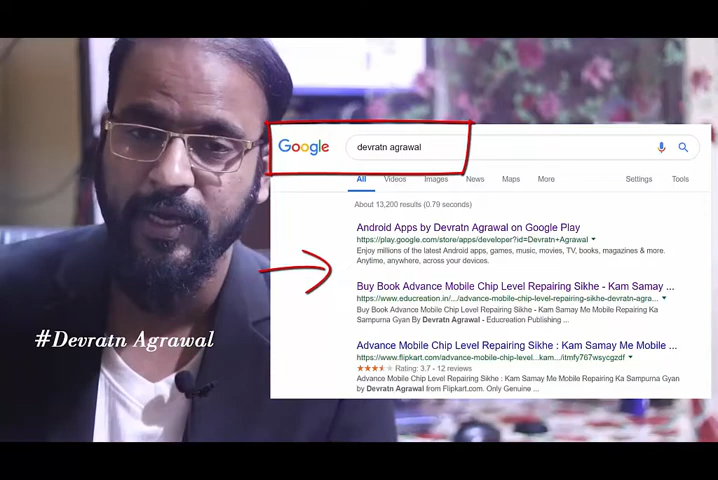 Google
devratn agrawal
All Videos Images News Maps More Settings Tools
About 13,200 results (0.79 seconds)
Android Apps by Devratn Agrawal on Google Play
https://play.google.com/store/apps/developer?id=Devratn+Agrawal
Enjoy millions of the latest Android apps, games, music, movies, TV, books, magazines & more.
Anytime, anywhere, across your devices.
Buy Book Advance Mobile Chip Level Repairing Sikhe - Kam Samay ...
https://www.educreation.in/.../advance-mobile-chip-level-repairing-sikhe-devratn-agra...
Buy Book Advance Mobile Chip Level Repairing Sikhe : Kam Samay Me Mobile Repairing Ka
Sampurna Gyan By Devratn Agrawal - Educreation Publishing ...
Advance Mobile Chip Level Repairing Sikhe : Kam Samay Me Mobile ...
https://www.flipkart.com/advance-mobile-chip-level...kam.../itmfy767wsycgzdf
Rating: 3.7 - 12 reviews
Advance Mobile Chip Level Repairing Sikhe : Kam Samay Me Mobile Repairing Ka Sampurna Gyan
by Devratn Agrawal from Flipkart.com. Only Genuine ...
#Devratn Agrawal